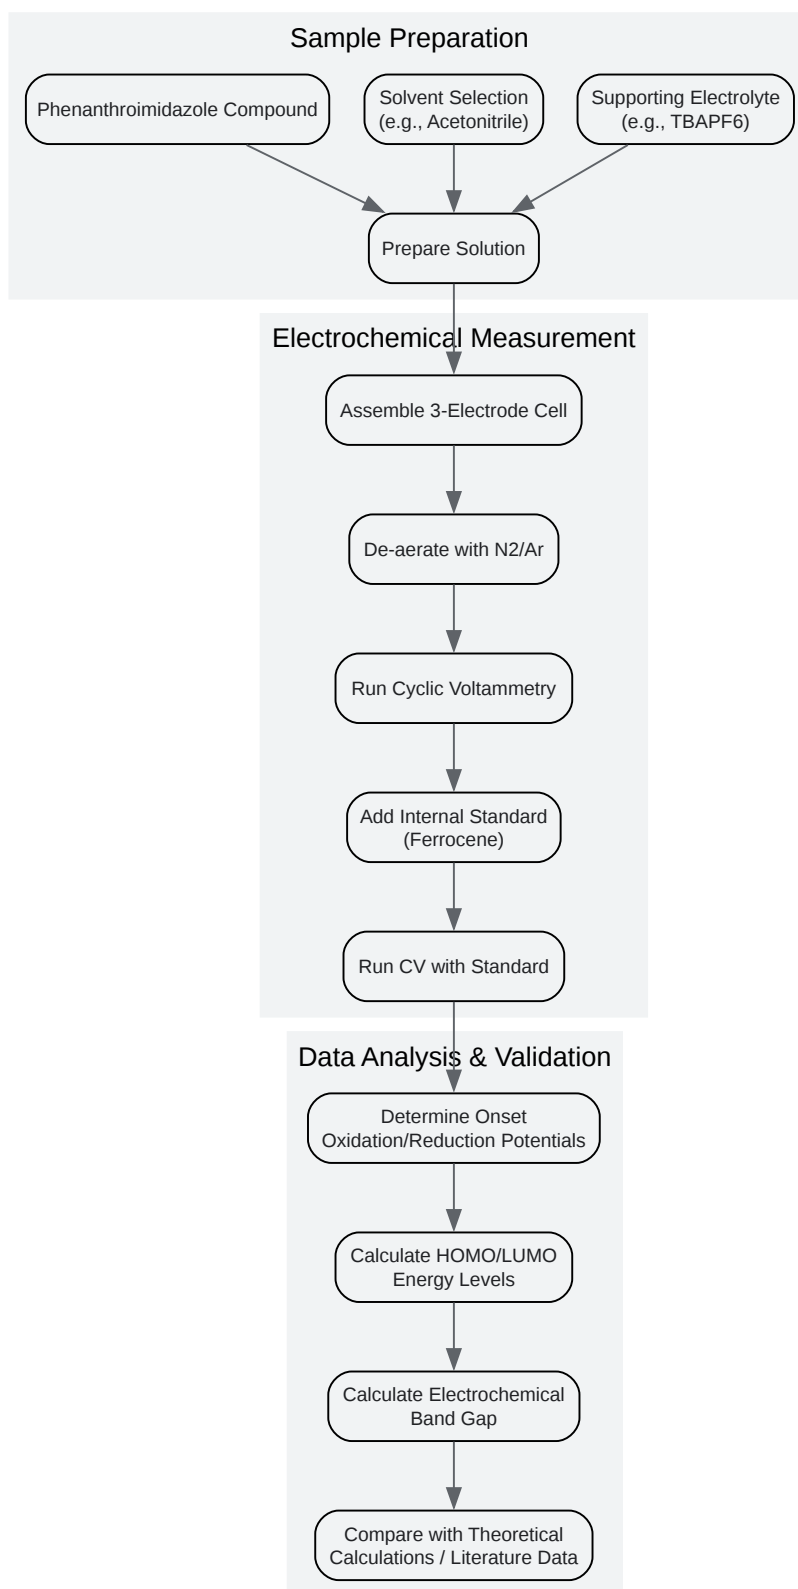 Sample Preparation
Phenanthroimidazole Compound
Solvent Selection
(e.g., Acetonitrile)
Supporting Electrolyte
(e.g., TBAPF6)
Prepare Solution
Electrochemical Measurement
Assemble 3-Electrode Cell
De-aerate with N2/Ar
Run Cyclic Voltammetry
Add Internal Standard
(Ferrocene)
Run CV with Standard
Data Analysis & Validation
Determine Onset
Oxidation/Reduction Potentials
Calculate HOMO/LUMO
Energy Levels
Calculate Electrochemical
Band Gap
Compare with Theoretical
Calculations / Literature Data